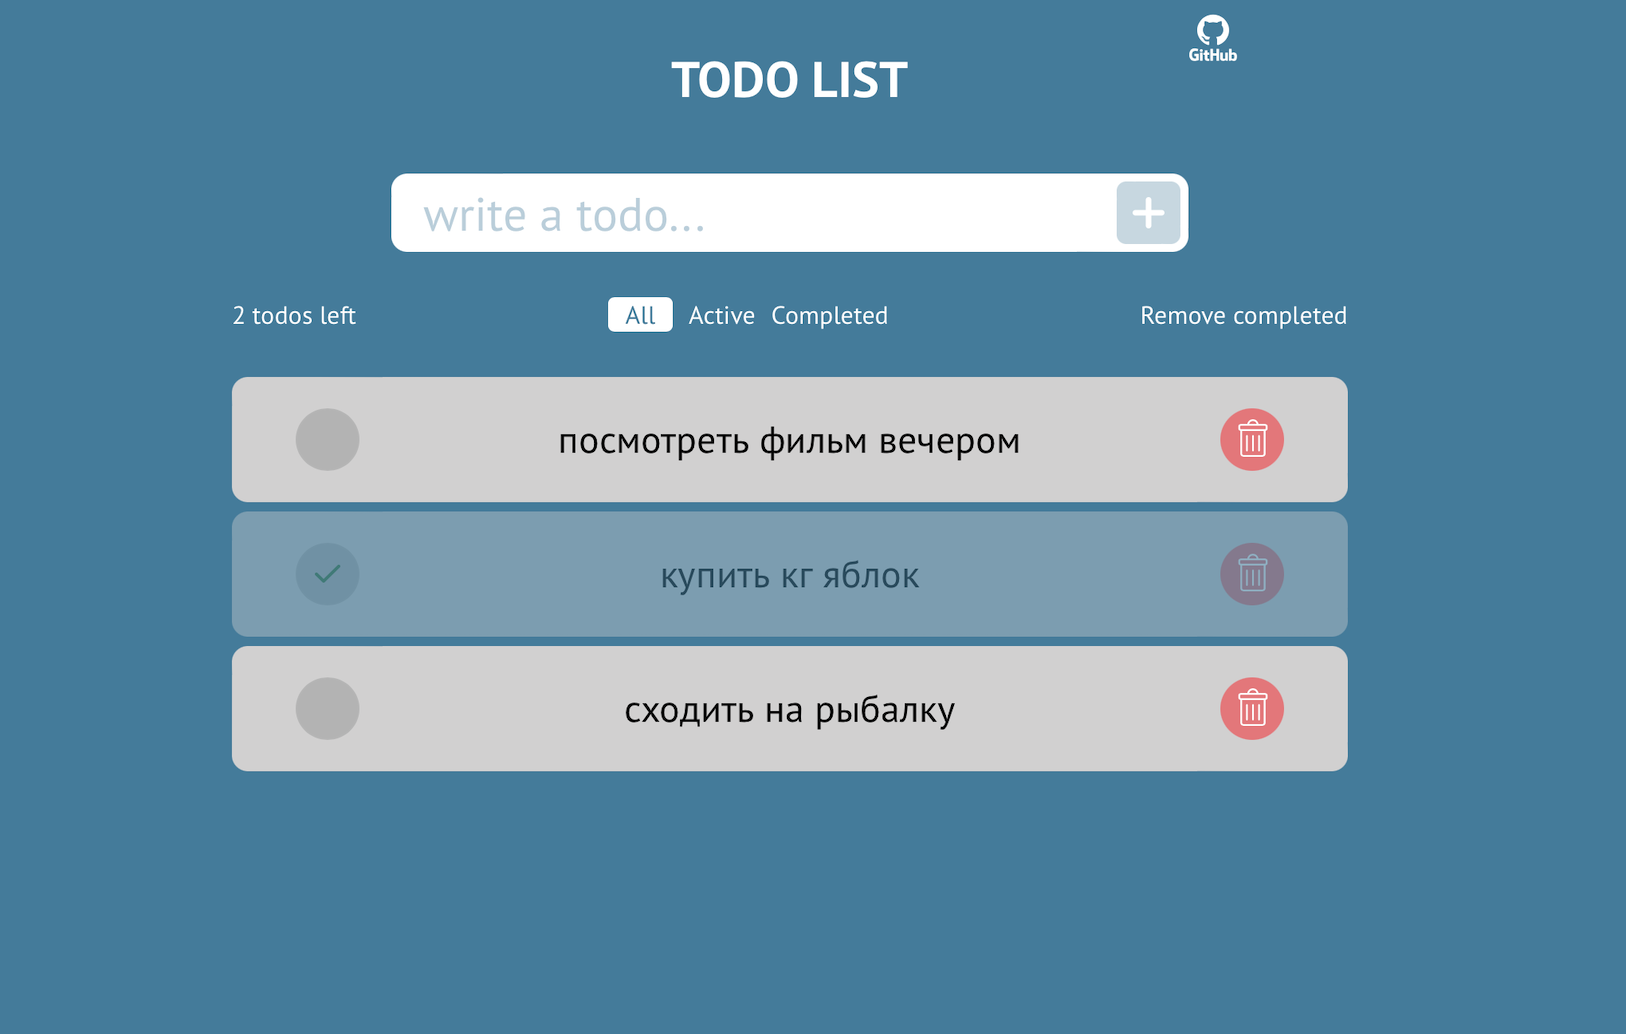 GitHub
TODO LIST
write a todo...
2 todos left
All Active Completed
Remove completed
посмотреть фильм вечером
купить кг яблок
сходить на рыбалку